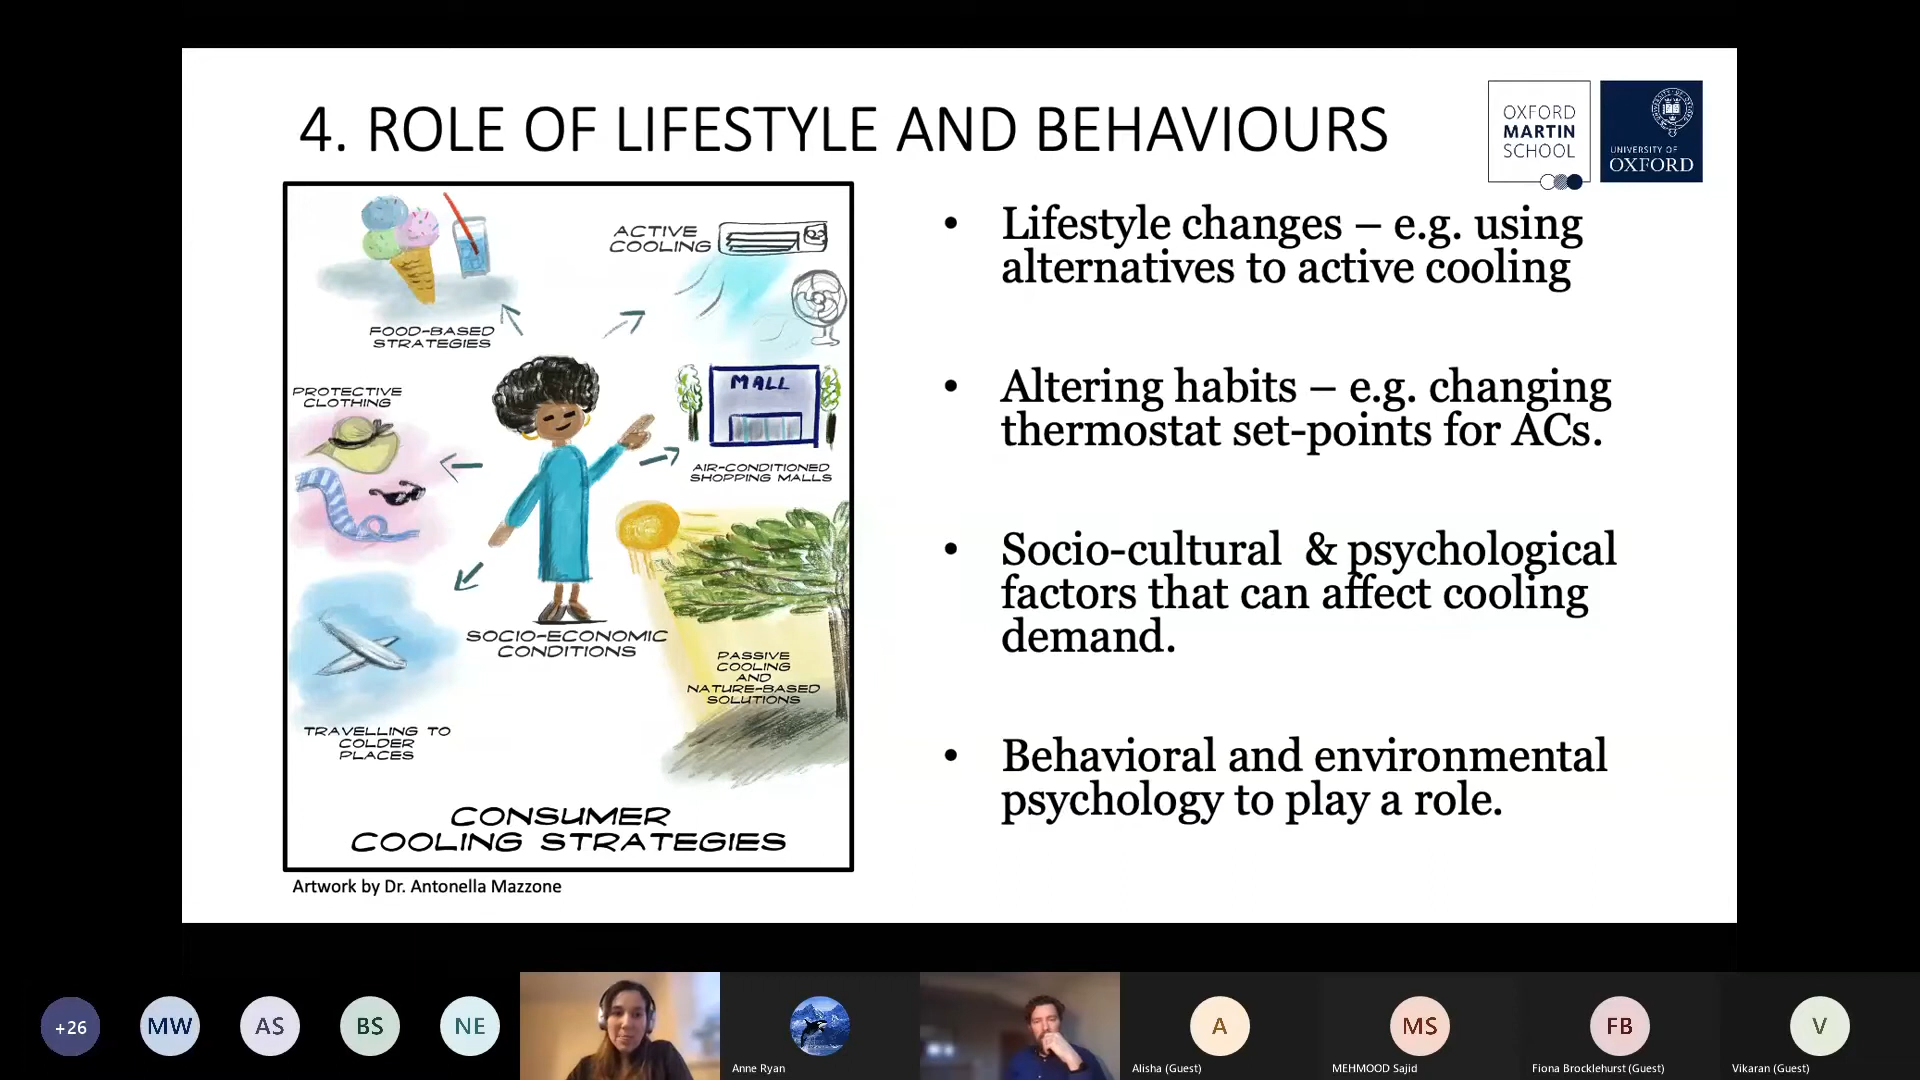 4. ROLE OF LIFESTYLE AND BEHAVIOURS
OXFORD
MARTIN
SCHOOL
UNIVERSITY OF
OXFORD
ACTIVE
COOLING
FOOD-BASED
STRATEGIES
PROTECTIVE
CLOTHING
MALL
AIR-CONDITIONED
SHOPPING MALLS
SOCIO-ECONOMIC
CONDITIONS
PASSIVE
COOLING
AND
NATURE-BASED
SOLUTIONS
TRAVELLING TO
COLDER
PLACES
CONSUMER
COOLING STRATEGIES
Artwork by Dr. Antonella Mazzone
• Lifestyle changes – e.g. using
alternatives to active cooling
• Altering habits – e.g. changing
thermostat set-points for ACs.
• Socio-cultural & psychological
factors that can affect cooling
demand.
• Behavioral and environmental
psychology to play a role.
+26
MW
AS
BS
NE
Anne Ryan
A
Alisha (Guest)
MS
MEHMOOD Sajid
FB
Fiona Brocklehurst (Guest)
V
Vikaran (Guest)